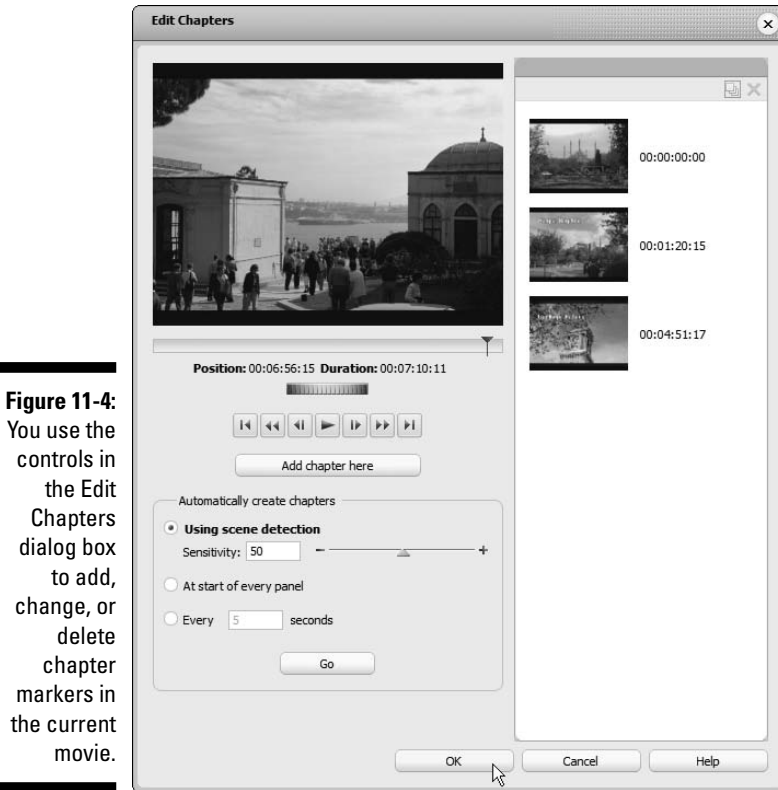 Edit Chapters
00:00:00:00
00:01:20:15
00:04:51:17
Position: 00:06:56:15 Duration: 00:07:10:11
Add chapter here
Automatically create chapters
Using scene detection
Sensitivity: 50 - +
At start of every panel
Every 5 seconds
Go
OK Cancel Help
Figure 11-4:
You use the
controls in
the Edit
Chapters
dialog box
to add,
change, or
delete
chapter
markers in
the current
movie.